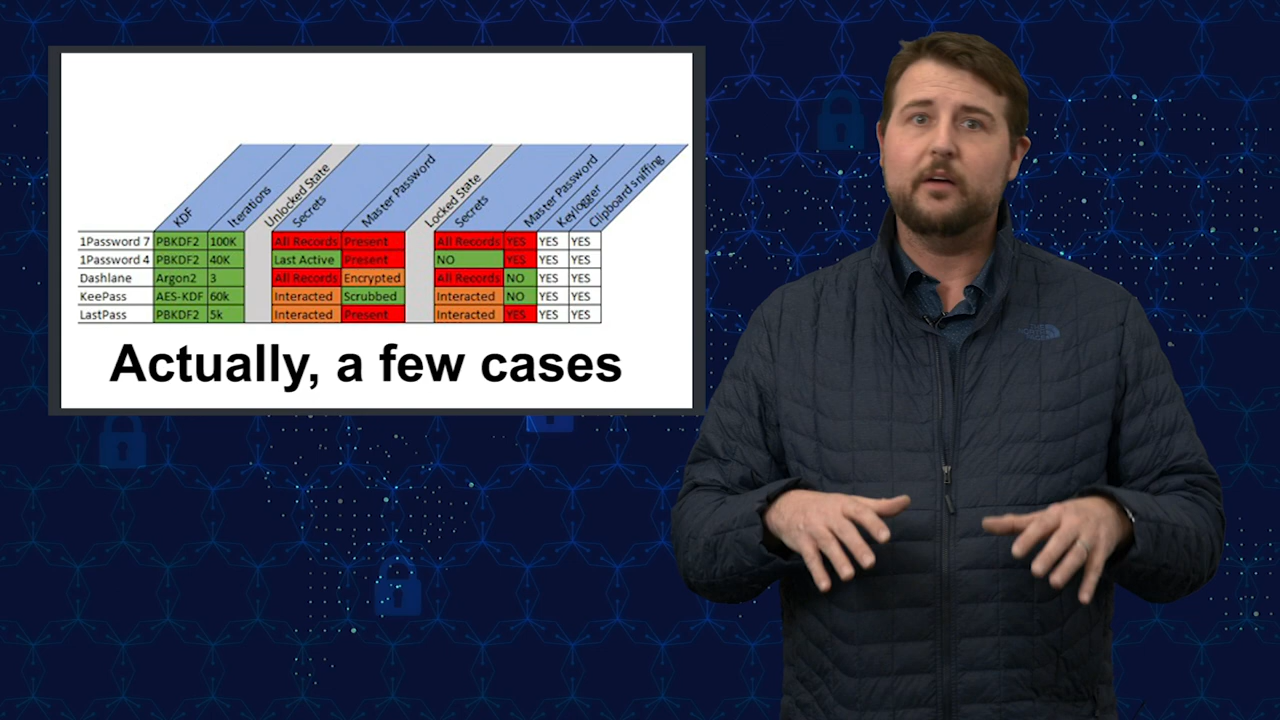 KDF
Iterations
Unlocked State
Secrets
Master Password
Locked State
Secrets
Master Password
Keylogger
Clipboard sniffing
1Password 7 PBKDF2 100K All Records Present All Records YES YES YES
1Password 4 PBKDF2 40K Last Active Present NO YES YES YES
Dashlane Argon2 3 All Records Encrypted All Records NO YES YES
KeePass AES-KDF 60k Interacted Scrubbed Interacted NO YES YES
LastPass PBKDF2 5k Interacted Present Interacted YES YES YES
Actually, a few cases
THE
NORTH
FACE